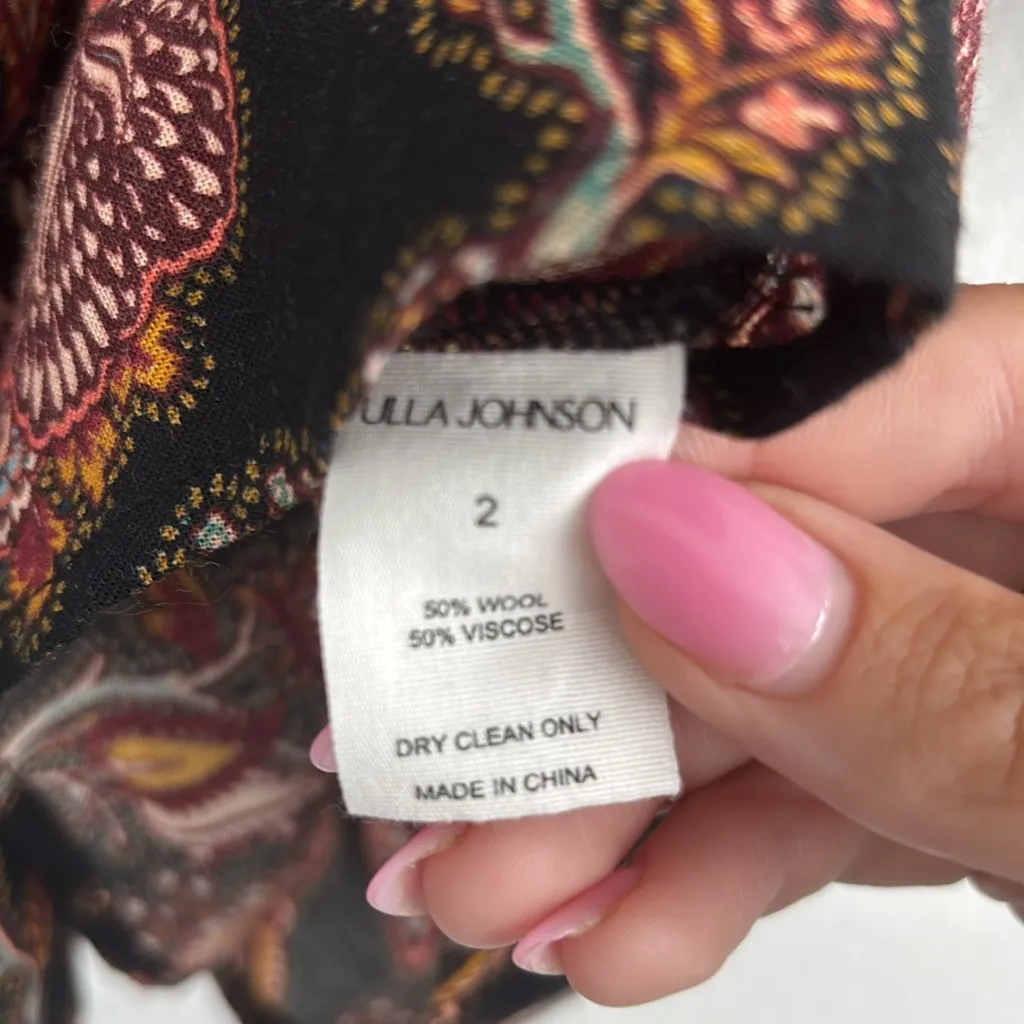 ULLA JOHNSON
2
50% WOOL
50% VISCOSE
DRY CLEAN ONLY
MADE IN CHINA